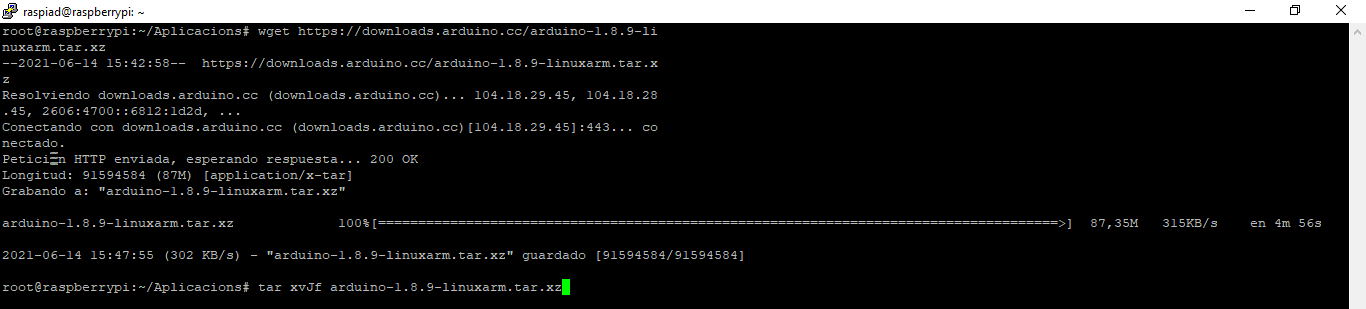 raspiad@raspberrypi: ~
root@raspberrypi:~/Aplicacions# wget https://downloads.arduino.cc/arduino-1.8.9-li
nuxarm.tar.xz
--2021-06-14 15:42:58--  https://downloads.arduino.cc/arduino-1.8.9-linuxarm.tar.x
z
Resolviendo downloads.arduino.cc (downloads.arduino.cc)... 104.18.29.45, 104.18.28
.45, 2606:4700::6812:1d2d, ...
Conectando con downloads.arduino.cc (downloads.arduino.cc)[104.18.29.45]:443... co
nectado.
Petición HTTP enviada, esperando respuesta... 200 OK
Longitud: 91594584 (87M) [application/x-tar]
Grabando a: "arduino-1.8.9-linuxarm.tar.xz"
arduino-1.8.9-linuxarm.tar.xz             100%[=====================================================================================>]  87,35M   315KB/s    en 4m 56s
2021-06-14 15:47:55 (302 KB/s) - "arduino-1.8.9-linuxarm.tar.xz" guardado [91594584/91594584]
root@raspberrypi:~/Aplicacions# tar xvJf arduino-1.8.9-linuxarm.tar.xz